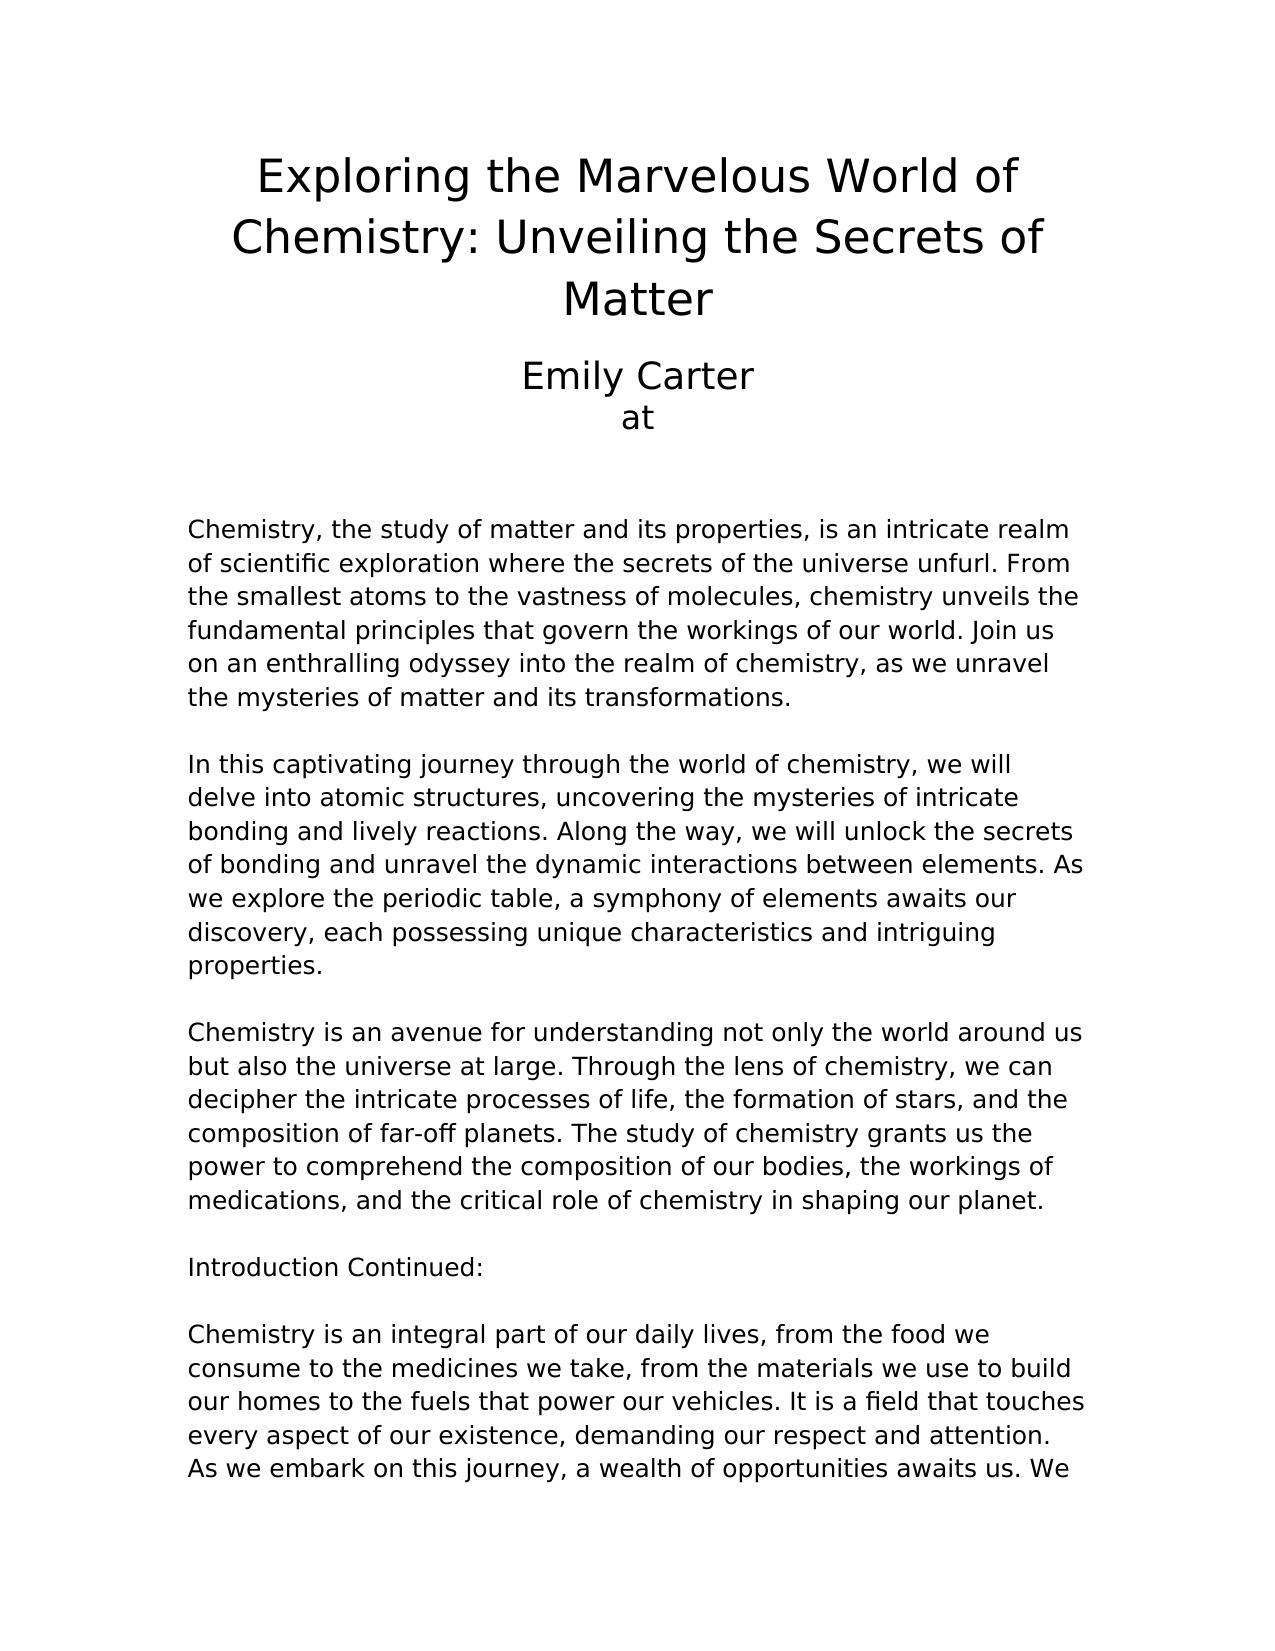 Exploring the Marvelous World of
Chemistry: Unveiling the Secrets of
Matter
Emily Carter
at
Chemistry, the study of matter and its properties, is an intricate realm
of scientific exploration where the secrets of the universe unfurl. From
the smallest atoms to the vastness of molecules, chemistry unveils the
fundamental principles that govern the workings of our world. Join us
on an enthralling odyssey into the realm of chemistry, as we unravel
the mysteries of matter and its transformations.
In this captivating journey through the world of chemistry, we will
delve into atomic structures, uncovering the mysteries of intricate
bonding and lively reactions. Along the way, we will unlock the secrets
of bonding and unravel the dynamic interactions between elements. As
we explore the periodic table, a symphony of elements awaits our
discovery, each possessing unique characteristics and intriguing
properties.
Chemistry is an avenue for understanding not only the world around us
but also the universe at large. Through the lens of chemistry, we can
decipher the intricate processes of life, the formation of stars, and the
composition of far-off planets. The study of chemistry grants us the
power to comprehend the composition of our bodies, the workings of
medications, and the critical role of chemistry in shaping our planet.
Introduction Continued:
Chemistry is an integral part of our daily lives, from the food we
consume to the medicines we take, from the materials we use to build
our homes to the fuels that power our vehicles. It is a field that touches
every aspect of our existence, demanding our respect and attention.
As we embark on this journey, a wealth of opportunities awaits us. We